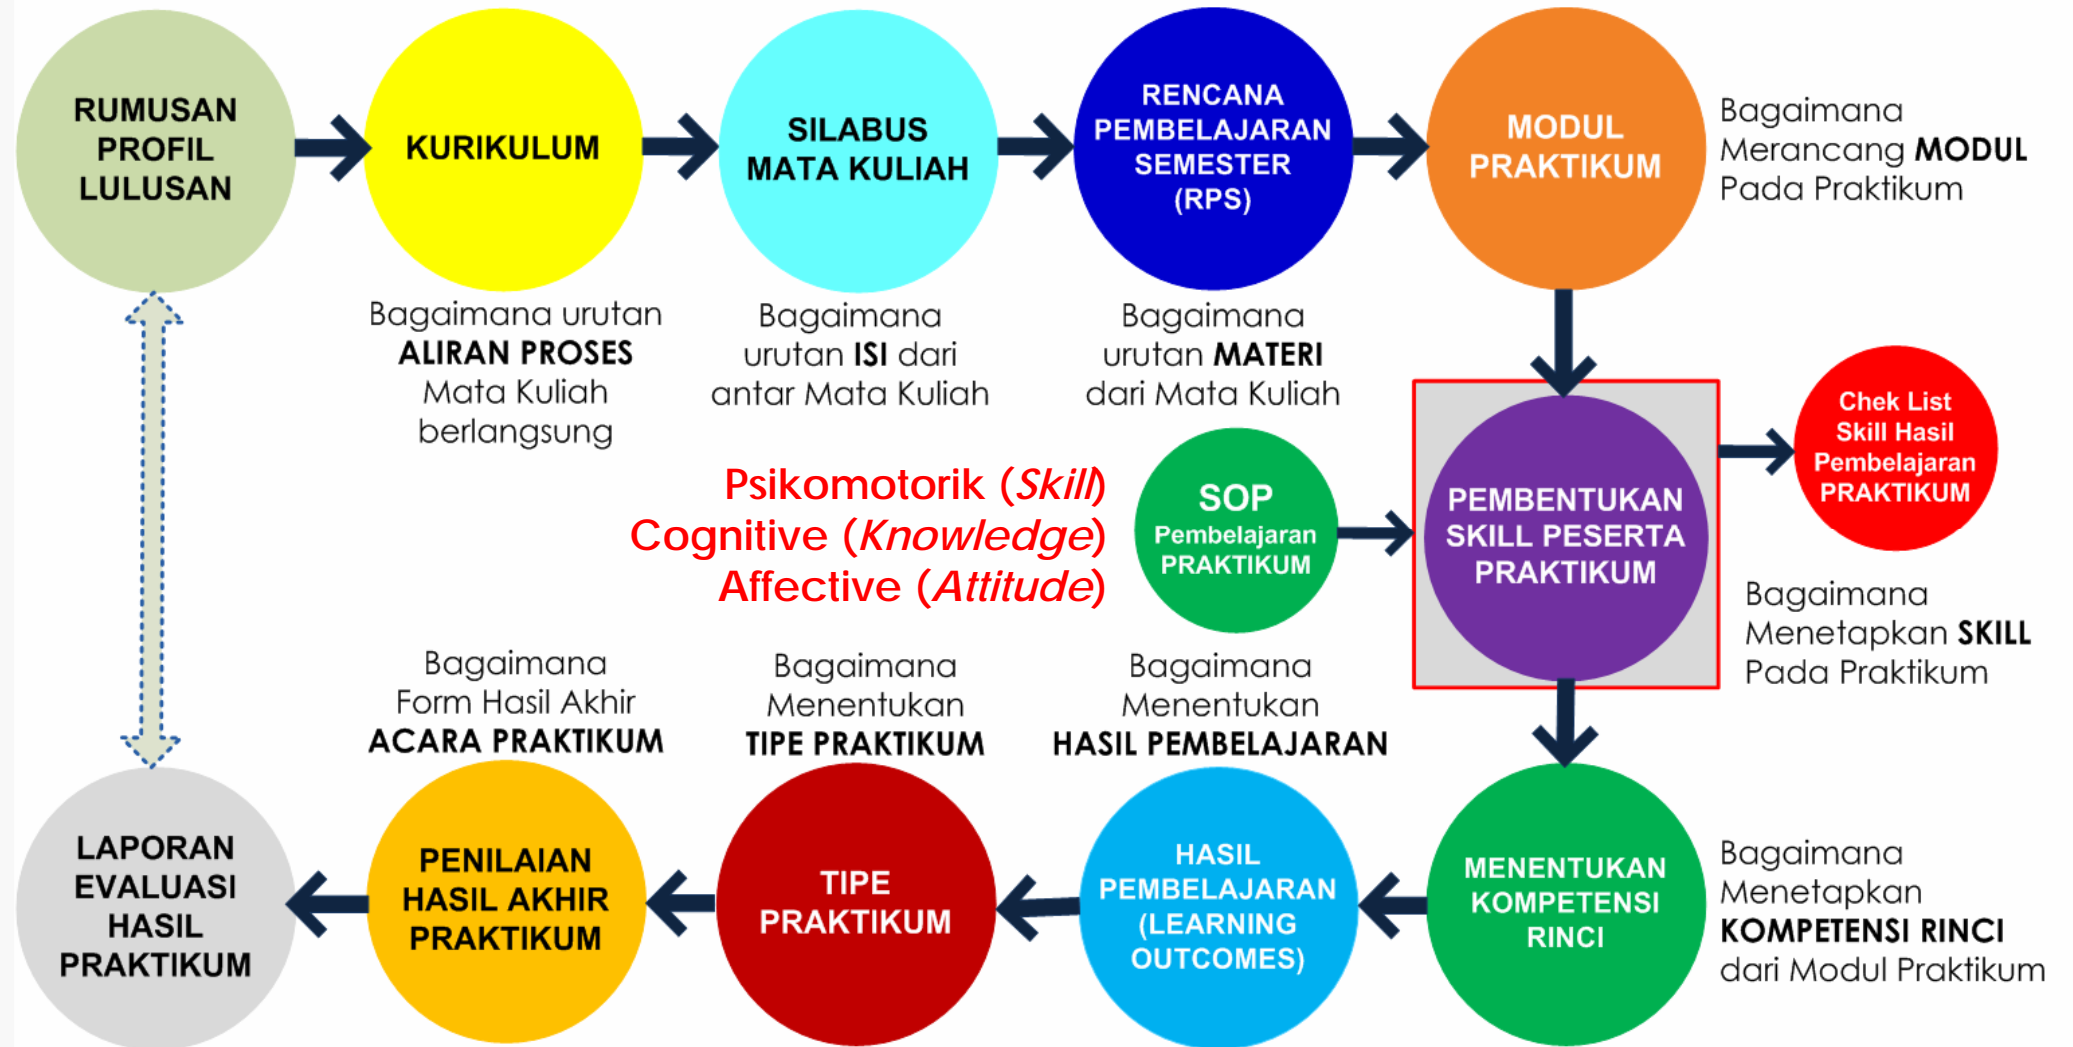 RUMUSAN
PROFIL
LULUSAN
KURIKULUM
SILABUS
MATA KULIAH
RENCANA
PEMBELAJARAN
SEMESTER
(RPS)
MODUL
PRAKTIKUM
Bagaimana
Merancang MODUL
Pada Praktikum
Bagaimana urutan
ALIRAN PROSES
Mata Kuliah
berlangsung
Bagaimana
urutan ISI dari
antar Mata Kuliah
Bagaimana
urutan MATERI
dari Mata Kuliah
Psikomotorik (Skill)
Cognitive (Knowledge)
Affective (Attitude)
SOP
Pembelajaran
PRAKTIKUM
PEMBENTUKAN
SKILL PESERTA
PRAKTIKUM
Chek List
Skill Hasil
Pembelajaran
PRAKTIKUM
Bagaimana
Menetapkan SKILL
Pada Praktikum
Bagaimana
Form Hasil Akhir
ACARA PRAKTIKUM
Bagaimana
Menentukan
TIPE PRAKTIKUM
Bagaimana
Menentukan
HASIL PEMBELAJARAN
LAPORAN
EVALUASI
HASIL
PRAKTIKUM
PENILAIAN
HASIL AKHIR
PRAKTIKUM
TIPE
PRAKTIKUM
HASIL
PEMBELAJARAN
(LEARNING
OUTCOMES)
MENENTUKAN
KOMPETENSI
RINCI
Bagaimana
Menetapkan
KOMPETENSI RINCI
dari Modul Praktikum